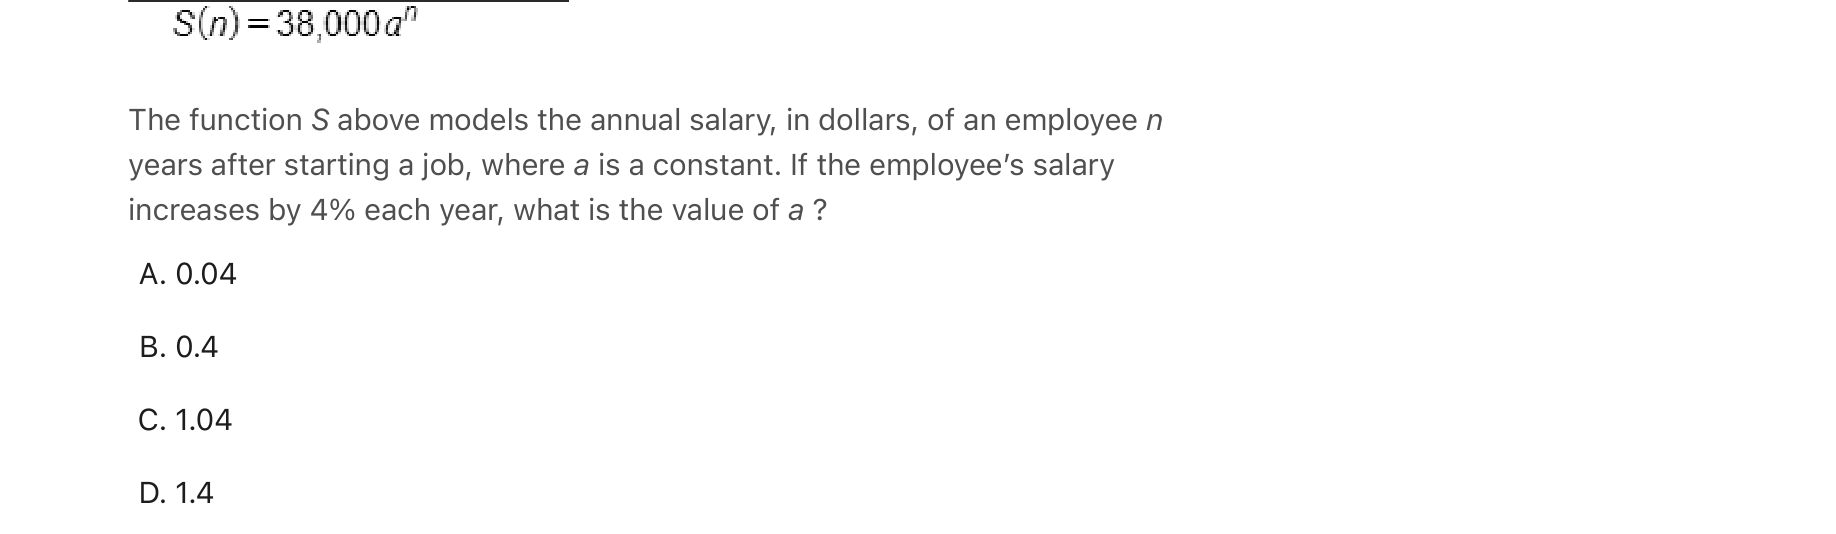 S(n)=38,000aⁿ
The function S above models the annual salary, in dollars, of an employee n
years after starting a job, where a is a constant. If the employee’s salary
increases by 4% each year, what is the value of a ?
A. 0.04
B. 0.4
C. 1.04
D. 1.4